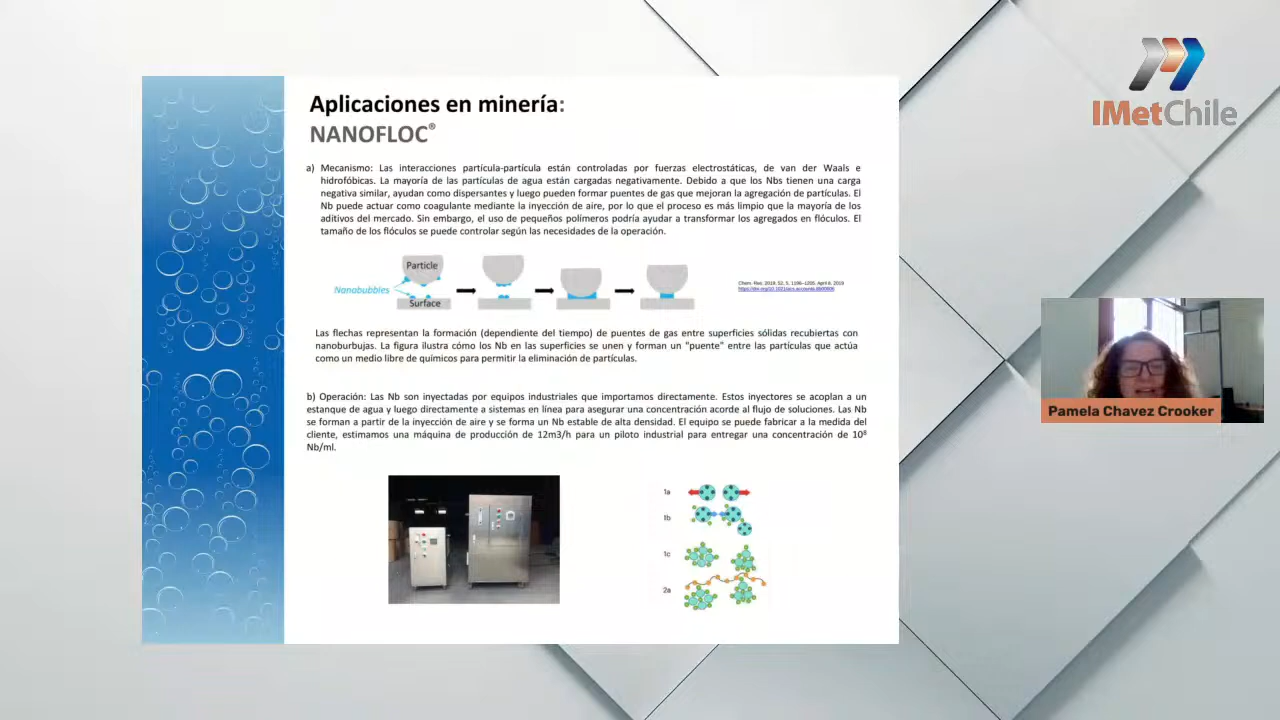 IMetChile
Aplicaciones en minería:
NANOFLOC®
a) Mecanismo: Las interacciones partícula-partícula están controladas por fuerzas electrostáticas, de van der Waals e
hidrofóbicas. La mayoría de las partículas de agua están cargadas negativamente. Debido a que los Nbs tienen una carga
negativa similar, ayudan como dispersantes y luego pueden formar puentes de gas que mejoran la agregación de partículas. El
Nb puede actuar como coagulante mediante la inyección de aire, por lo que el proceso es más limpio que la mayoría de los
aditivos del mercado. Sin embargo, el uso de pequeños polímeros podría ayudar a transformar los agregados en flóculos. El
tamaño de los flóculos se puede controlar según las necesidades de la operación.
Particle
Nanobubbles
Surface
2019, 52, 5, 1196–1205, April 8, 2019
Las flechas representan la formación (dependiente del tiempo) de puentes de gas entre superficies sólidas recubiertas con
nanoburbujas. La figura ilustra cómo los Nb en las superficies se unen y forman un "puente" entre las partículas que actúa
como un medio libre de químicos para permitir la eliminación de partículas.
b) Operación: Las Nb son inyectadas por equipos industriales que importamos directamente. Estos inyectores se acoplan a un
estanque de agua y luego directamente a sistemas en línea para asegurar una concentración acorde al flujo de soluciones. Las Nb
se forman a partir de la inyección de aire y se forma un Nb estable de alta densidad. El equipo se puede fabricar a la medida del
cliente, estimamos una máquina de producción de 12m3/h para un piloto industrial para entregar una concentración de 10⁸
Nb/ml.
1a
1b
1c
2a
Pamela Chavez Crooker